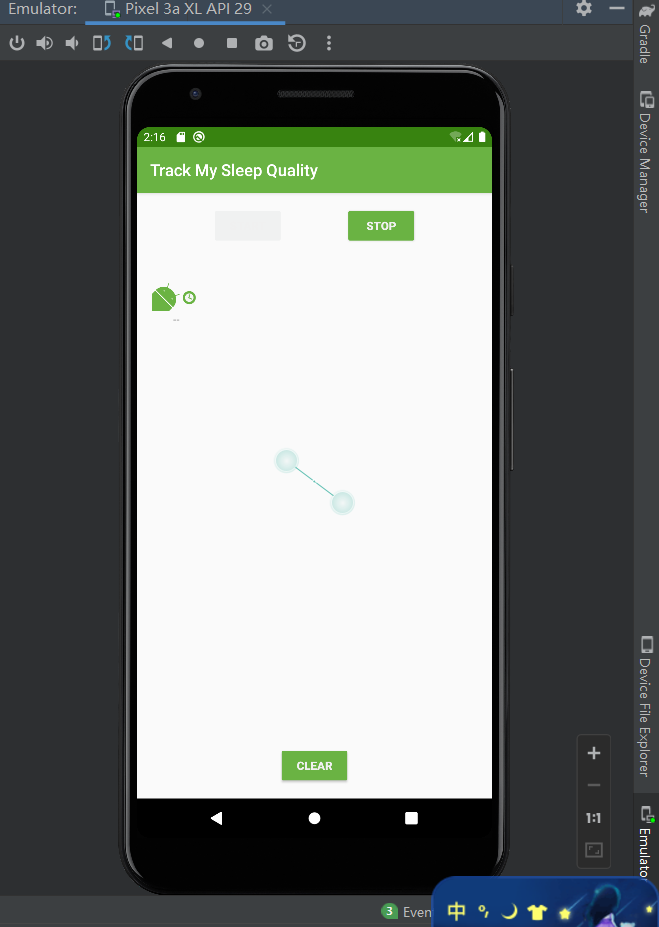 Emulator: Pixel 3a XL API 29
Gradle
Device Manager
2:16
Track My Sleep Quality
STOP
--
CLEAR
1:1
Device File Explorer
Emulato
3 Even
中